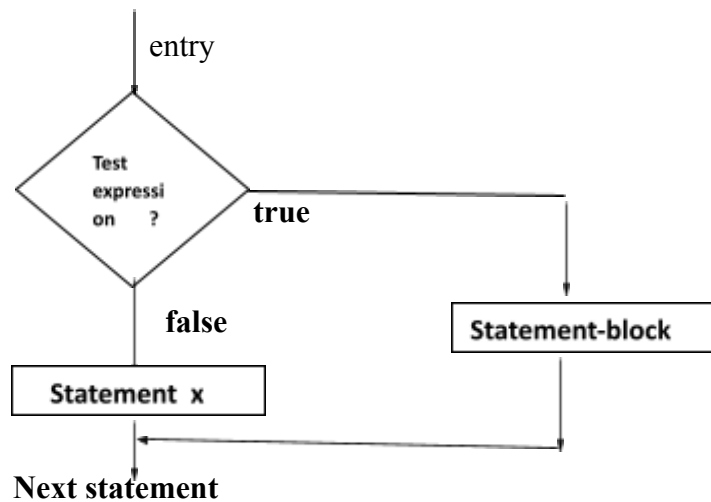 entry
Test
expressi
on ?
true
false
Statement-block
Statement x
Next statement